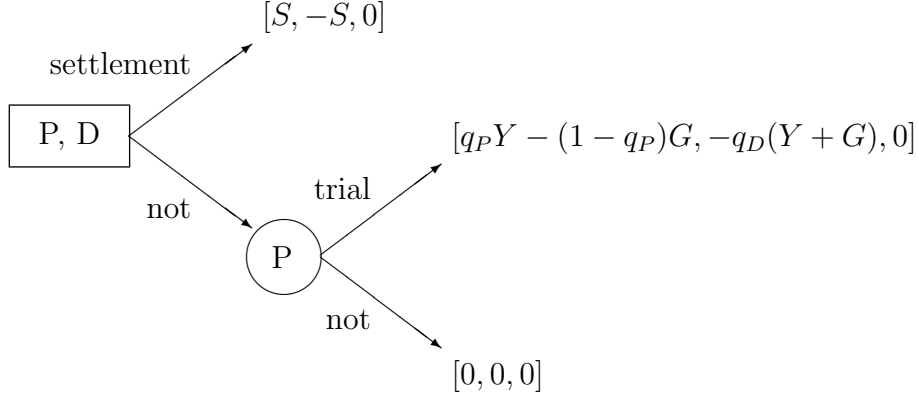 [S, −S, 0]
settlement
P, D
[q_P Y − (1 − q_P)G, −q_D(Y + G), 0]
trial
not
P
not
[0, 0, 0]